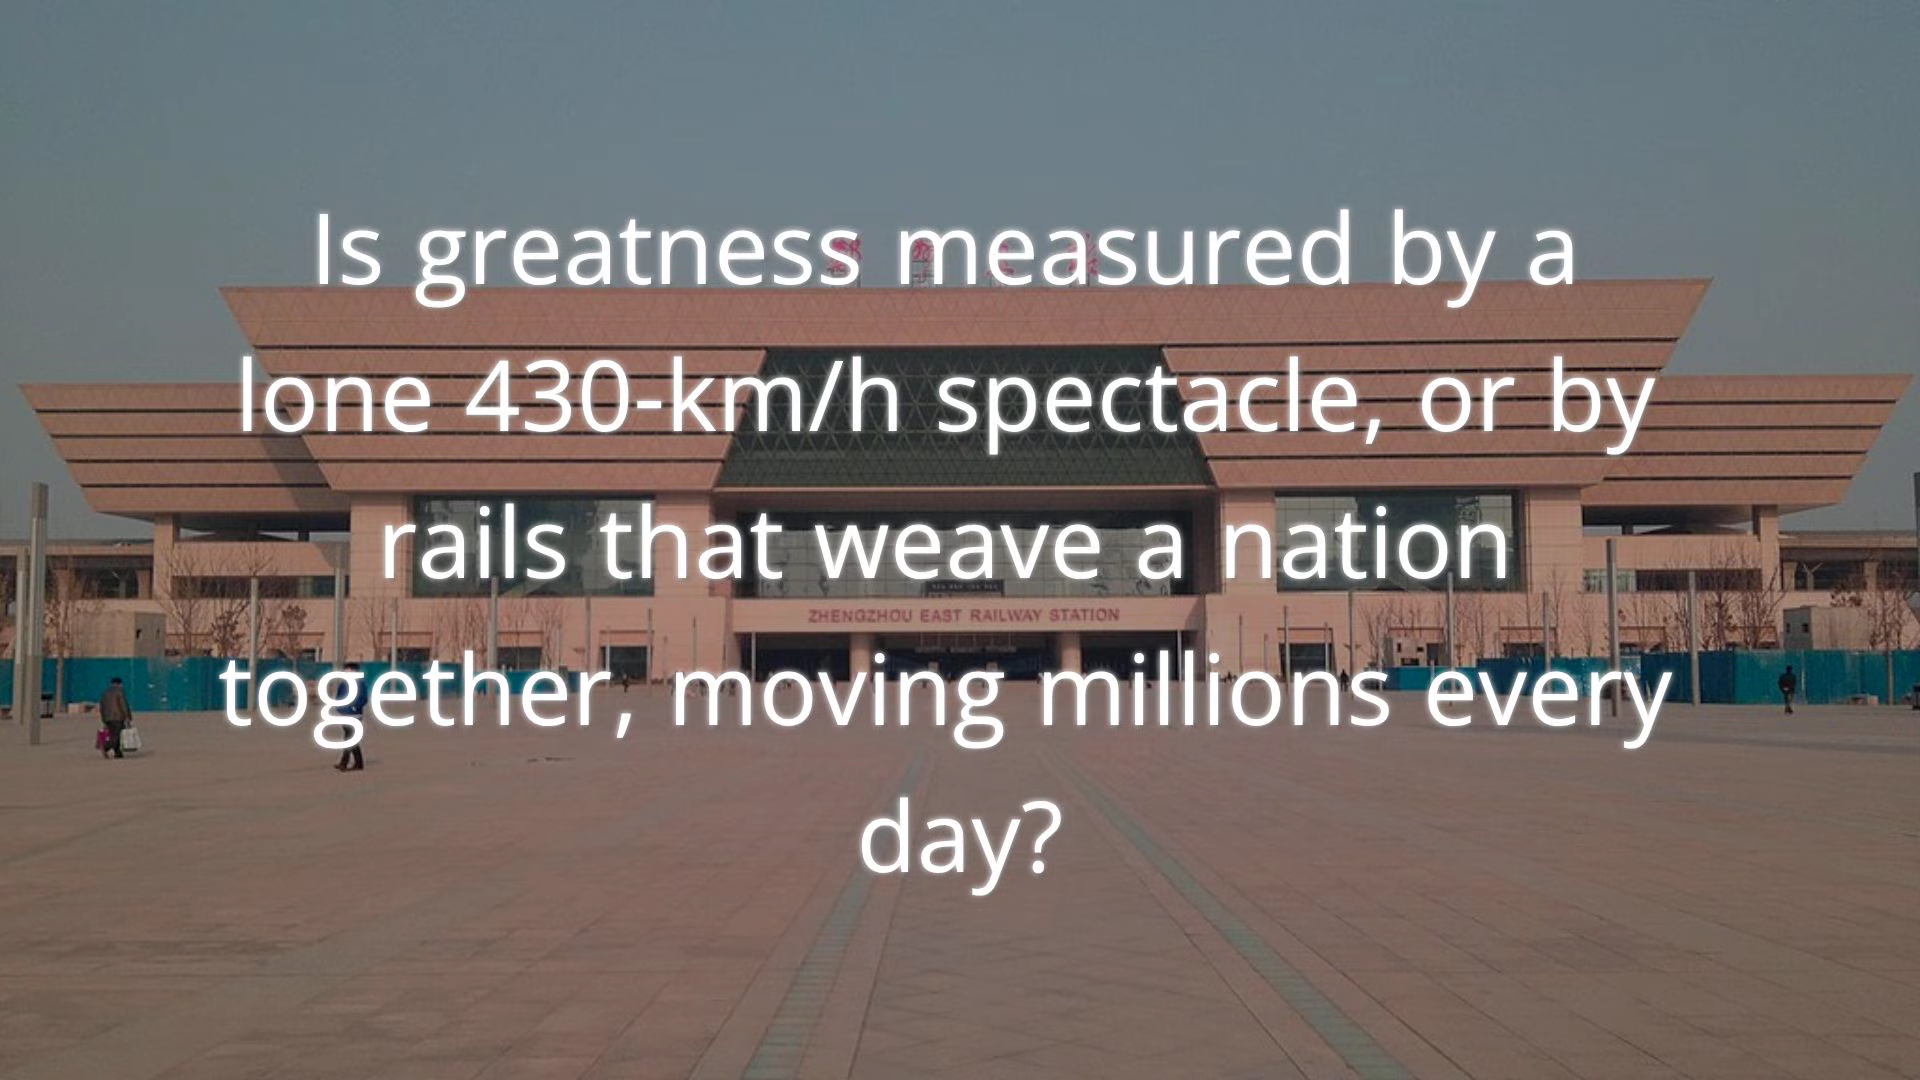 Is greatness measured by a
lone 430-km/h spectacle, or by
rails that weave a nation
ZHENGZHOU EAST RAILWAY STATION
together, moving millions every
day?